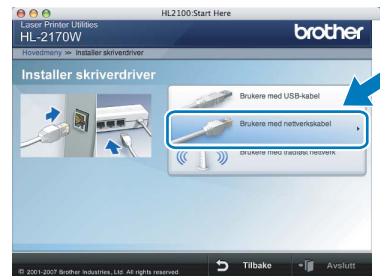 HL2100:Start Here
Laser Printer Utilities
HL-2170W
brother
Hovedmeny >> Installer skriverdriver
Installer skriverdriver
Brukere med USB-kabel
Brukere med nettverkskabel
Brukere med trådløst nettverk
© 2001-2007 Brother Industries, Ltd. All rights reserved
Tilbake
Avslutt